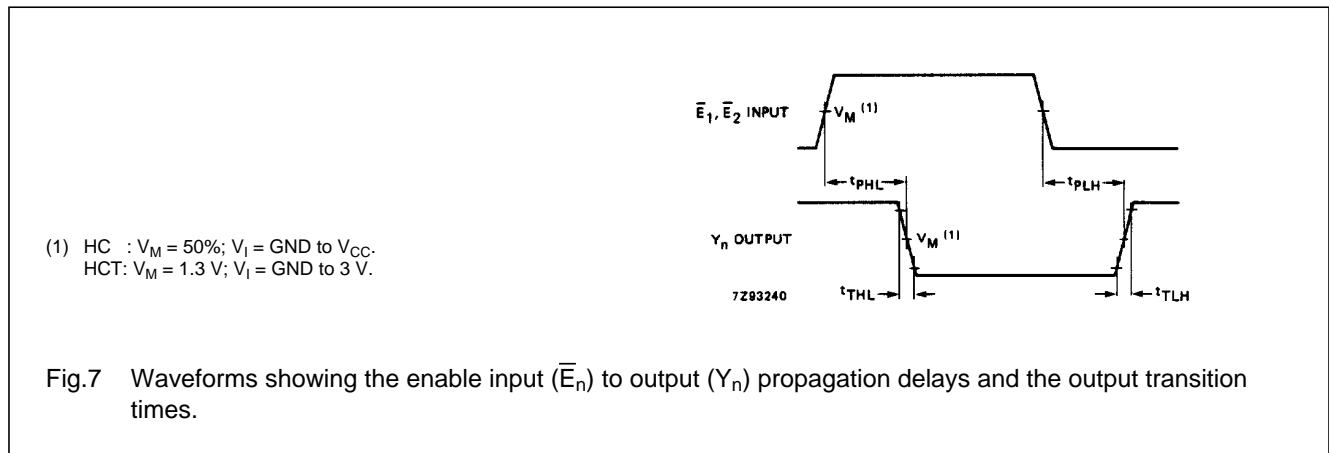 Ē1, Ē2 INPUT
VM (1)
tPHL
tPLH
Yn OUTPUT
VM (1)
7Z93240
tTHL
tTLH
(1) HC : VM = 50%; VI = GND to VCC.
HCT: VM = 1.3 V; VI = GND to 3 V.
Fig.7 Waveforms showing the enable input (Ēn) to output (Yn) propagation delays and the output transition
times.